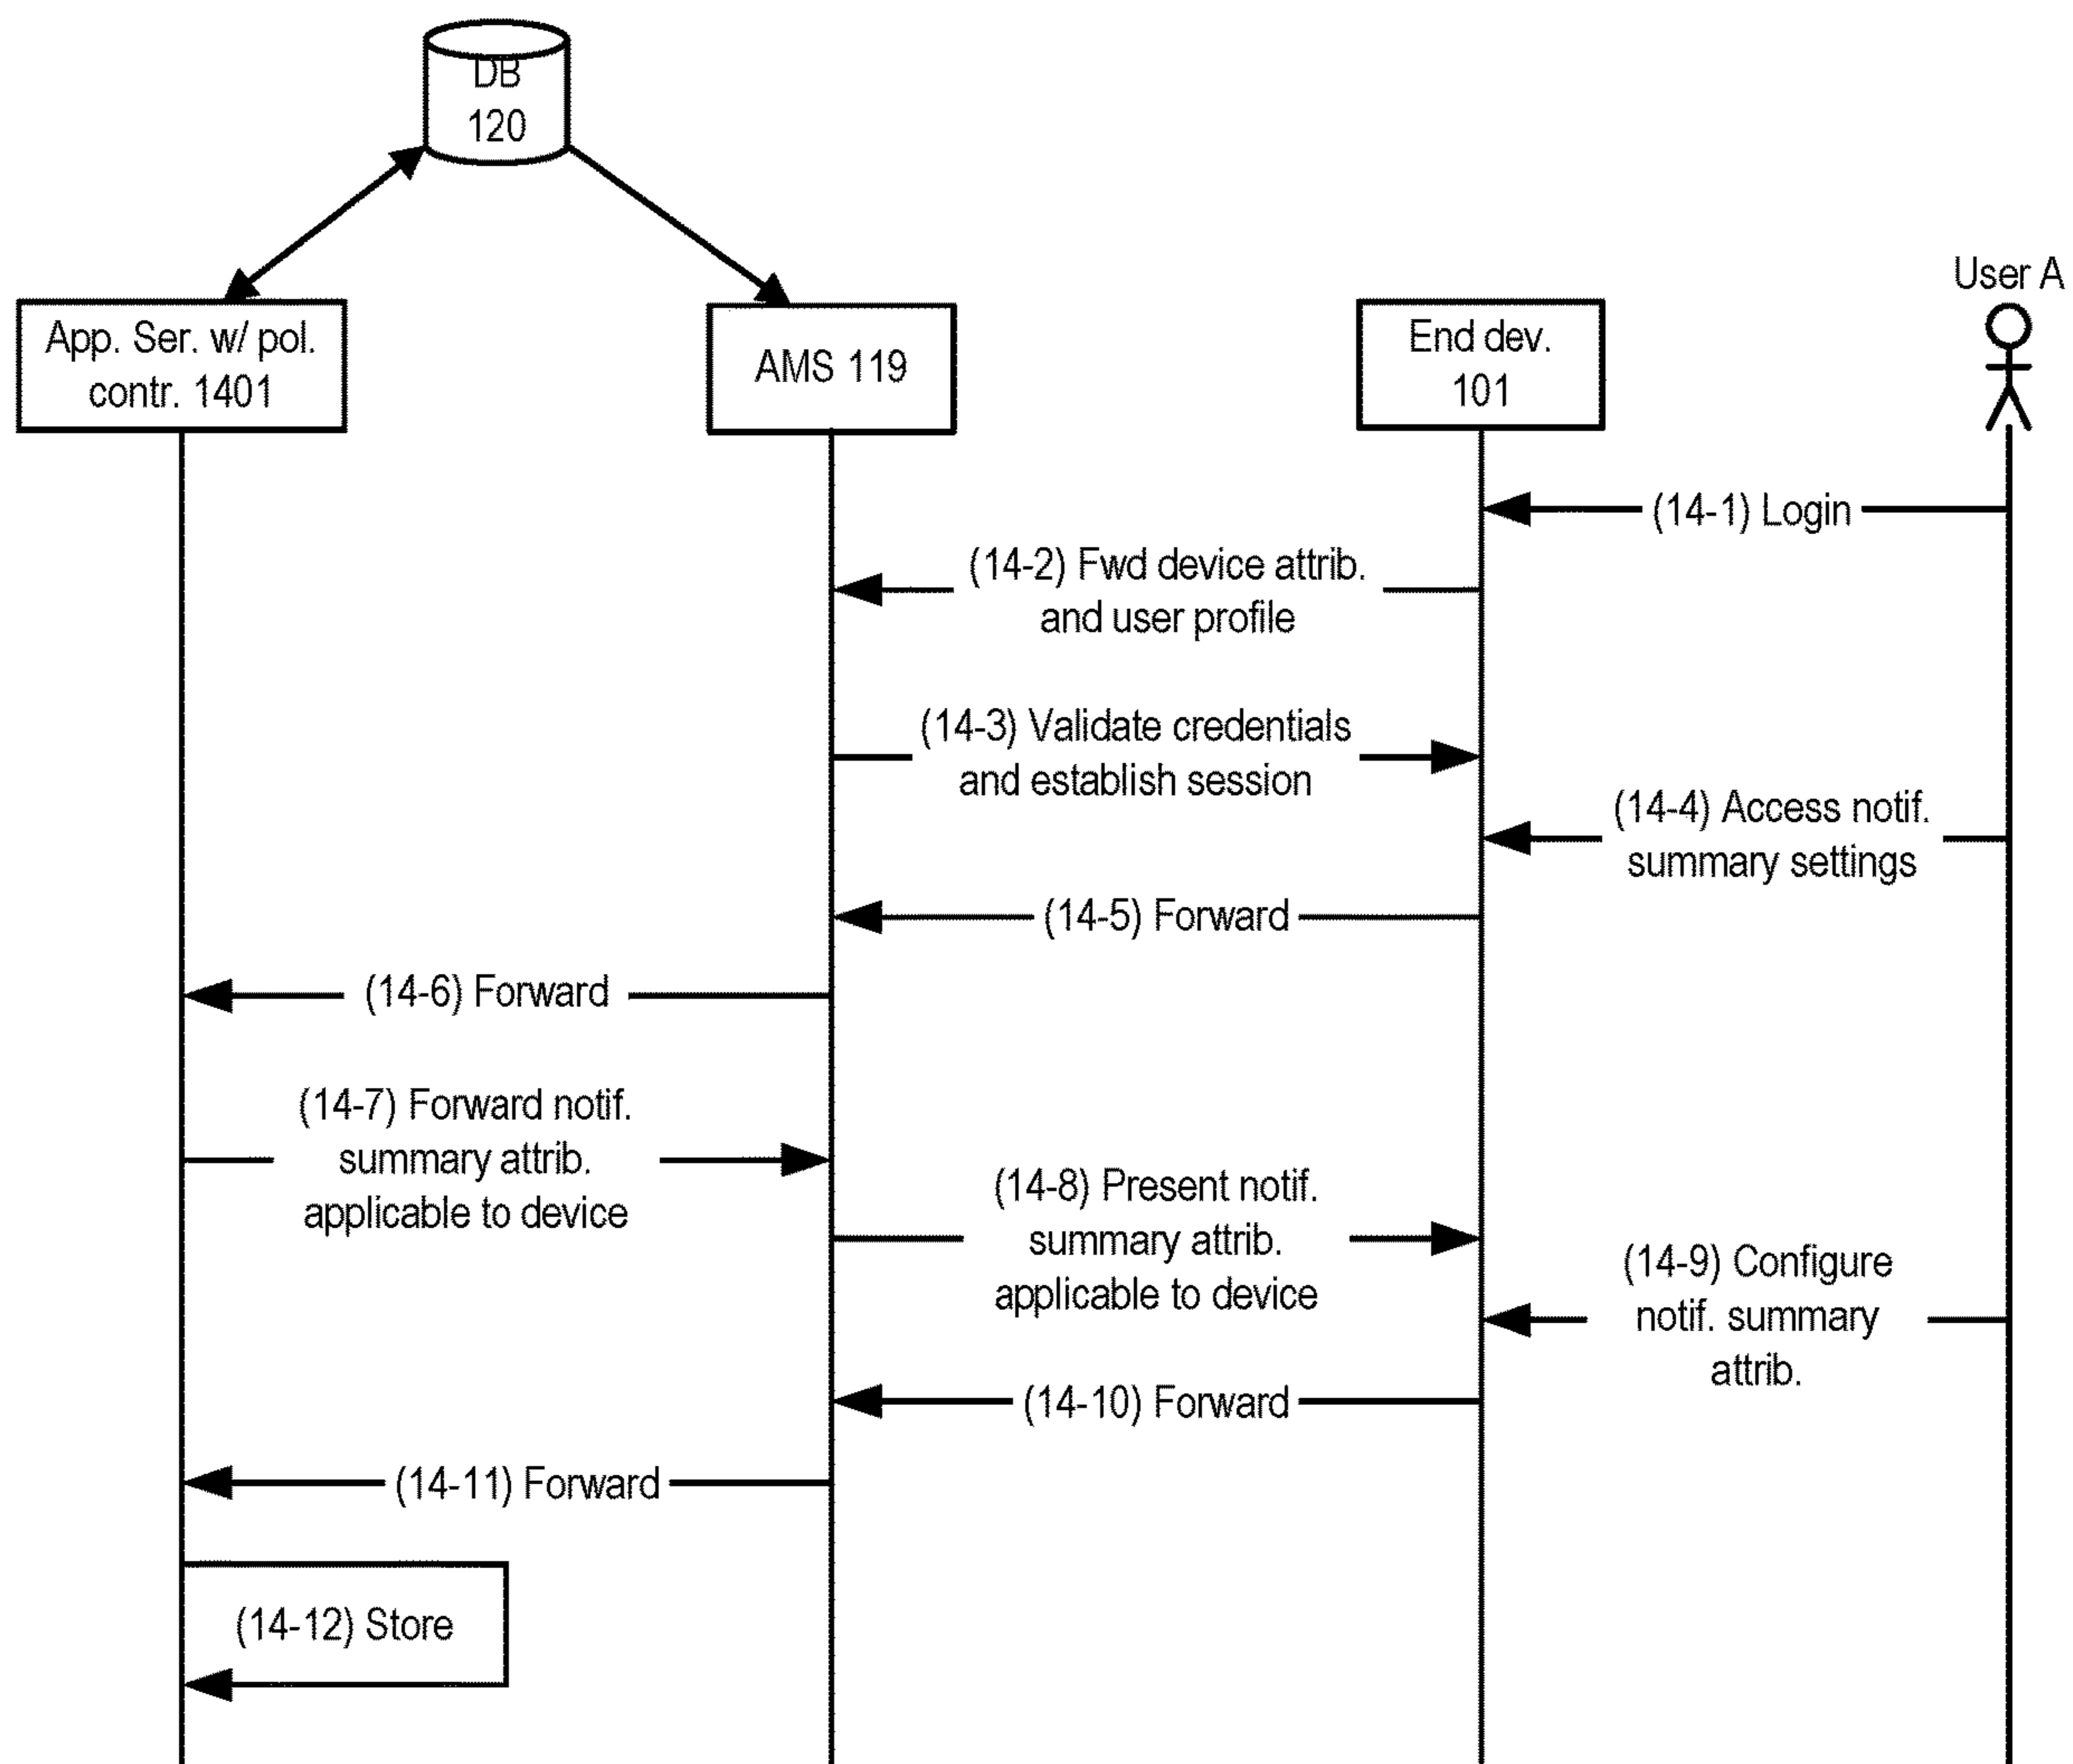 DB
120
User A
App. Ser. w/ pol.
contr. 1401
AMS 119
End dev.
101
(14-1) Login
(14-2) Fwd device attrib.
and user profile
(14-3) Validate credentials
and establish session
(14-4) Access notif.
summary settings
(14-5) Forward
(14-6) Forward
(14-7) Forward notif.
summary attrib.
applicable to device
(14-8) Present notif.
summary attrib.
applicable to device
(14-9) Configure
notif. summary
attrib.
(14-10) Forward
(14-11) Forward
(14-12) Store